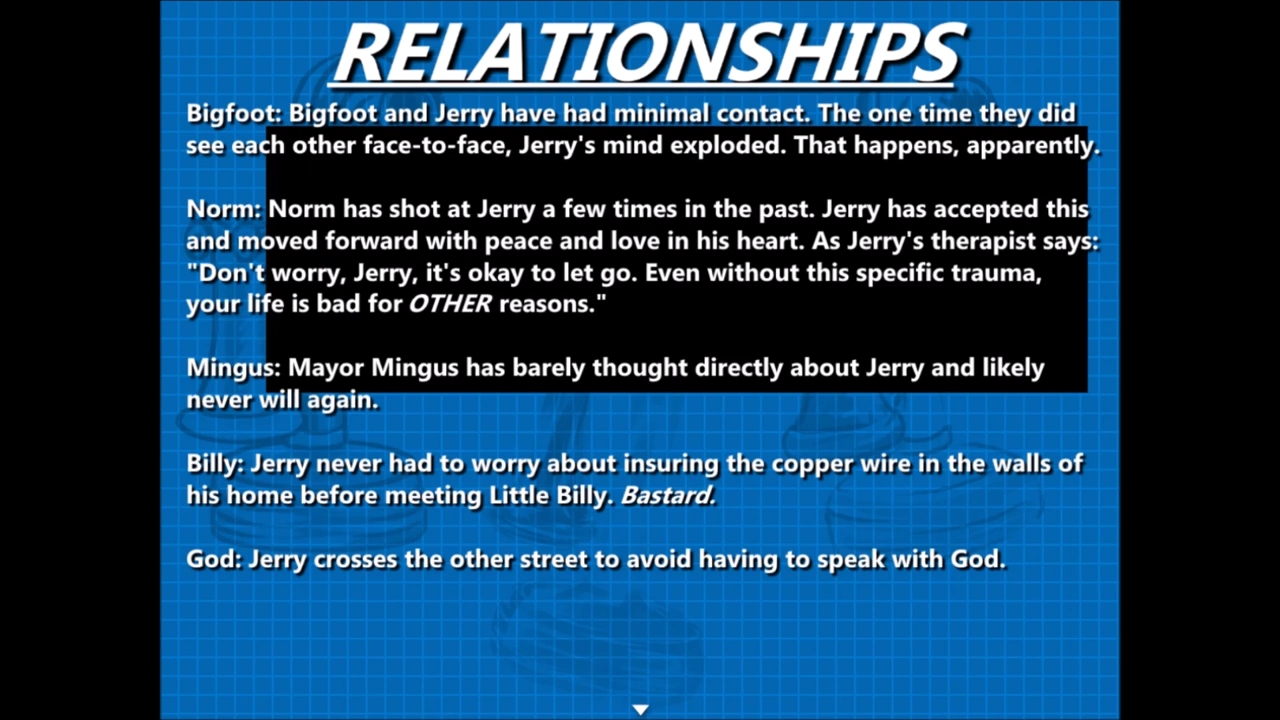 RELATIONSHIPS
Bigfoot: Bigfoot and Jerry have had minimal contact. The one time they did
see each other face-to-face, Jerry's mind exploded. That happens, apparently.
Norm: Norm has shot at Jerry a few times in the past. Jerry has accepted this
and moved forward with peace and love in his heart. As Jerry's therapist says:
"Don't worry, Jerry, it's okay to let go. Even without this specific trauma,
your life is bad for OTHER reasons."
Mingus: Mayor Mingus has barely thought directly about Jerry and likely
never will again.
Billy: Jerry never had to worry about insuring the copper wire in the walls of
his home before meeting Little Billy. Bastard.
God: Jerry crosses the other street to avoid having to speak with God.